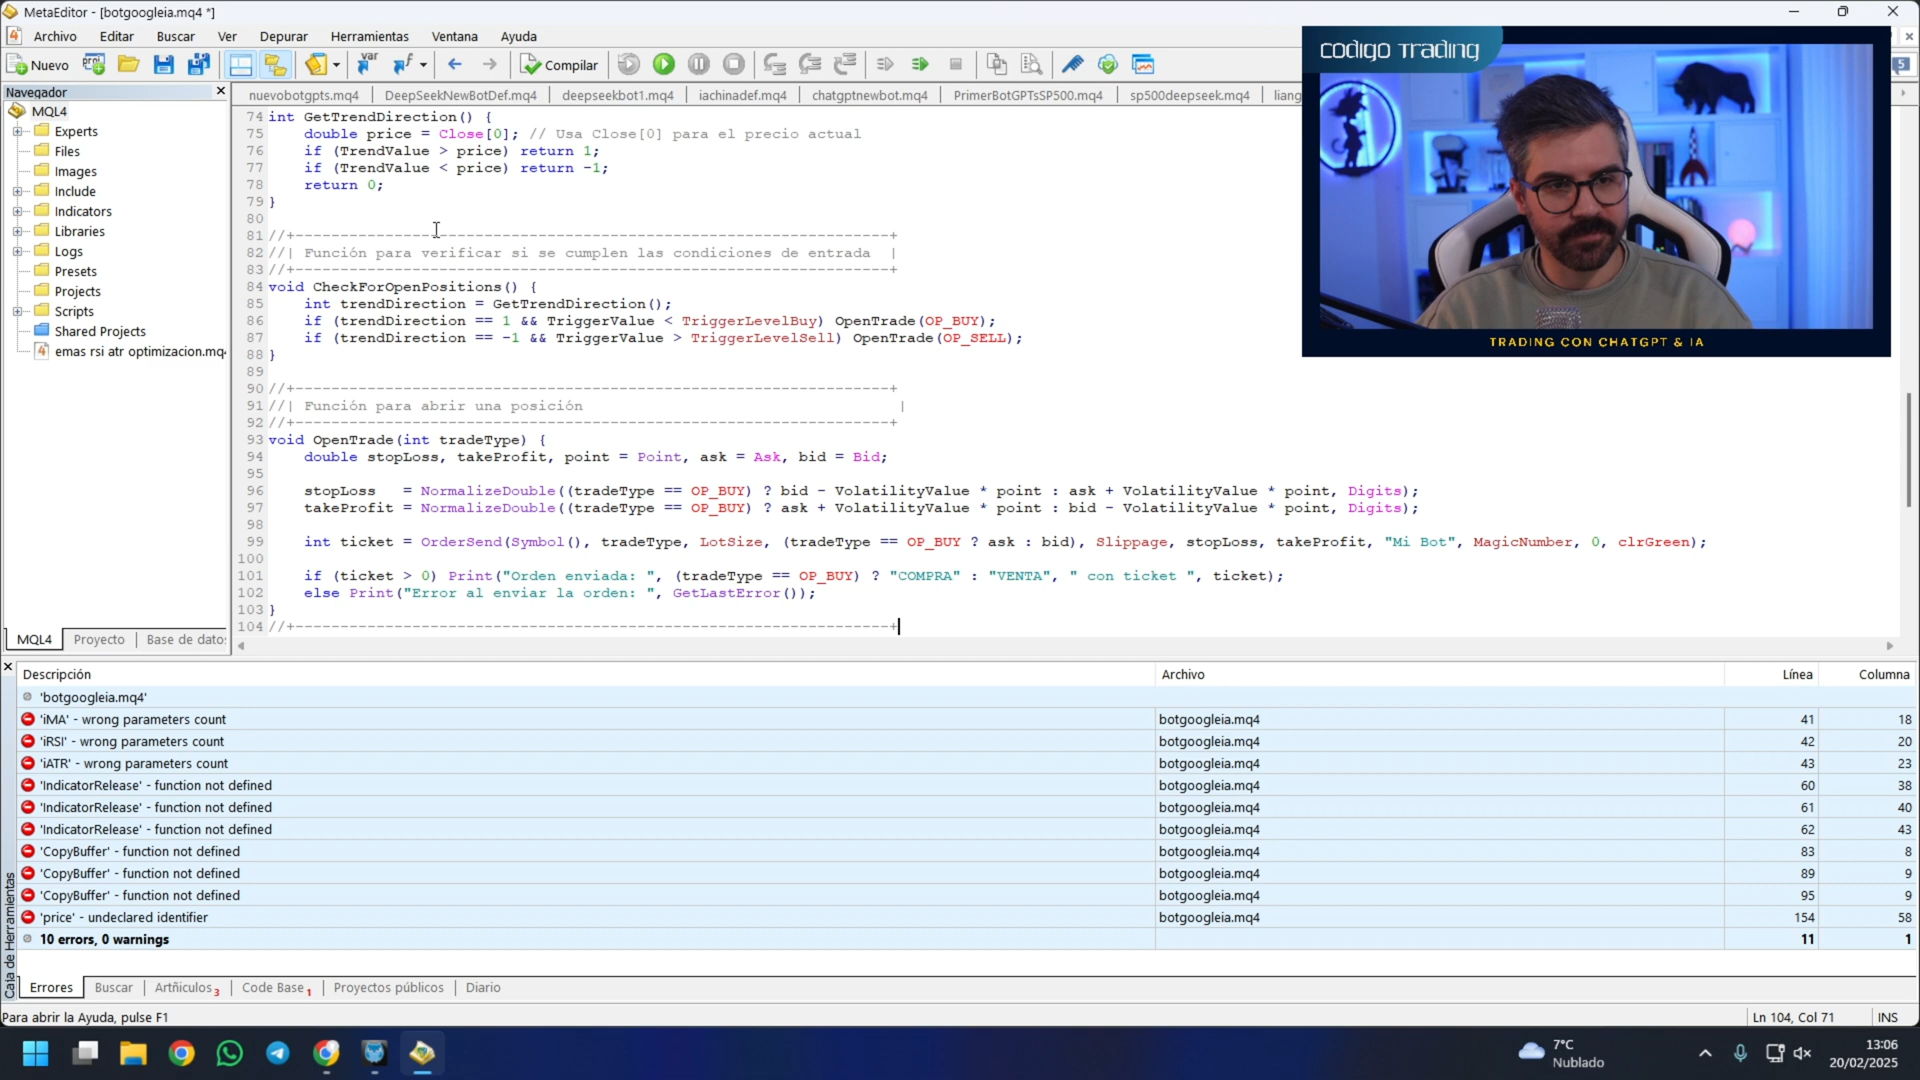 MetaEditor - [botgoogleia.mq4 *]
Archivo Editar Buscar Ver Depurar Herramientas Ventana Ayuda
Nuevo Compilar 5
Navegador
MQL4
Experts
Files
Images
Include
Indicators
Libraries
Logs
Presets
Projects
Scripts
Shared Projects
emas rsi atr optimizacion.mq4
MQL4 Proyecto Base de dato
nuevobotgpts.mq4 DeepSeekNewBotDef.mq4 deepseekbot1.mq4 iachinadef.mq4 chatgptnewbot.mq4 PrimerBotGPTsSP500.mq4 sp500deepseek.mq4 liang
74 int GetTrendDirection() {
75 double price = Close[0]; // Usa Close[0] para el precio actual
76 if (TrendValue > price) return 1;
77 if (TrendValue < price) return -1;
78 return 0;
79 }
80
81 //+------------------------------------------------------------------+
82 //| Función para verificar si se cumplen las condiciones de entrada |
83 //+------------------------------------------------------------------+
84 void CheckForOpenPositions() {
85 int trendDirection = GetTrendDirection();
86 if (trendDirection == 1 && TriggerValue < TriggerLevelBuy) OpenTrade(OP_BUY);
87 if (trendDirection == -1 && TriggerValue > TriggerLevelSell) OpenTrade(OP_SELL);
88 }
89
90 //+------------------------------------------------------------------+
91 //| Función para abrir una posición |
92 //+------------------------------------------------------------------+
93 void OpenTrade(int tradeType) {
94 double stopLoss, takeProfit, point = Point, ask = Ask, bid = Bid;
95
96 stopLoss = NormalizeDouble((tradeType == OP_BUY) ? bid - VolatilityValue * point : ask + VolatilityValue * point, Digits);
97 takeProfit = NormalizeDouble((tradeType == OP_BUY) ? ask + VolatilityValue * point : bid - VolatilityValue * point, Digits);
98
99 int ticket = OrderSend(Symbol(), tradeType, LotSize, (tradeType == OP_BUY ? ask : bid), Slippage, stopLoss, takeProfit, "Mi Bot", MagicNumber, 0, clrGreen);
100
101 if (ticket > 0) Print("Orden enviada: ", (tradeType == OP_BUY) ? "COMPRA" : "VENTA", " con ticket ", ticket);
102 else Print("Error al enviar la orden: ", GetLastError());
103 }
104 //+------------------------------------------------------------------+
codigo Trading
TRADING CON CHATGPT & IA
Descripción Archivo Línea Columna
'botgoogleia.mq4'
'iMA' - wrong parameters count botgoogleia.mq4 41 18
'iRSI' - wrong parameters count botgoogleia.mq4 42 20
'iATR' - wrong parameters count botgoogleia.mq4 43 23
'IndicatorRelease' - function not defined botgoogleia.mq4 60 38
'IndicatorRelease' - function not defined botgoogleia.mq4 61 40
'IndicatorRelease' - function not defined botgoogleia.mq4 62 43
'CopyBuffer' - function not defined botgoogleia.mq4 83 8
'CopyBuffer' - function not defined botgoogleia.mq4 89 9
'CopyBuffer' - function not defined botgoogleia.mq4 95 9
'price' - undeclared identifier botgoogleia.mq4 154 58
10 errors, 0 warnings 11 1
Caja de Herramientas
Errores Buscar Artñiculos 3 Code Base 1 Proyectos públicos Diario
Para abrir la Ayuda, pulse F1 Ln 104, Col 71 INS
7°C
Nublado
13:06
20/02/2025